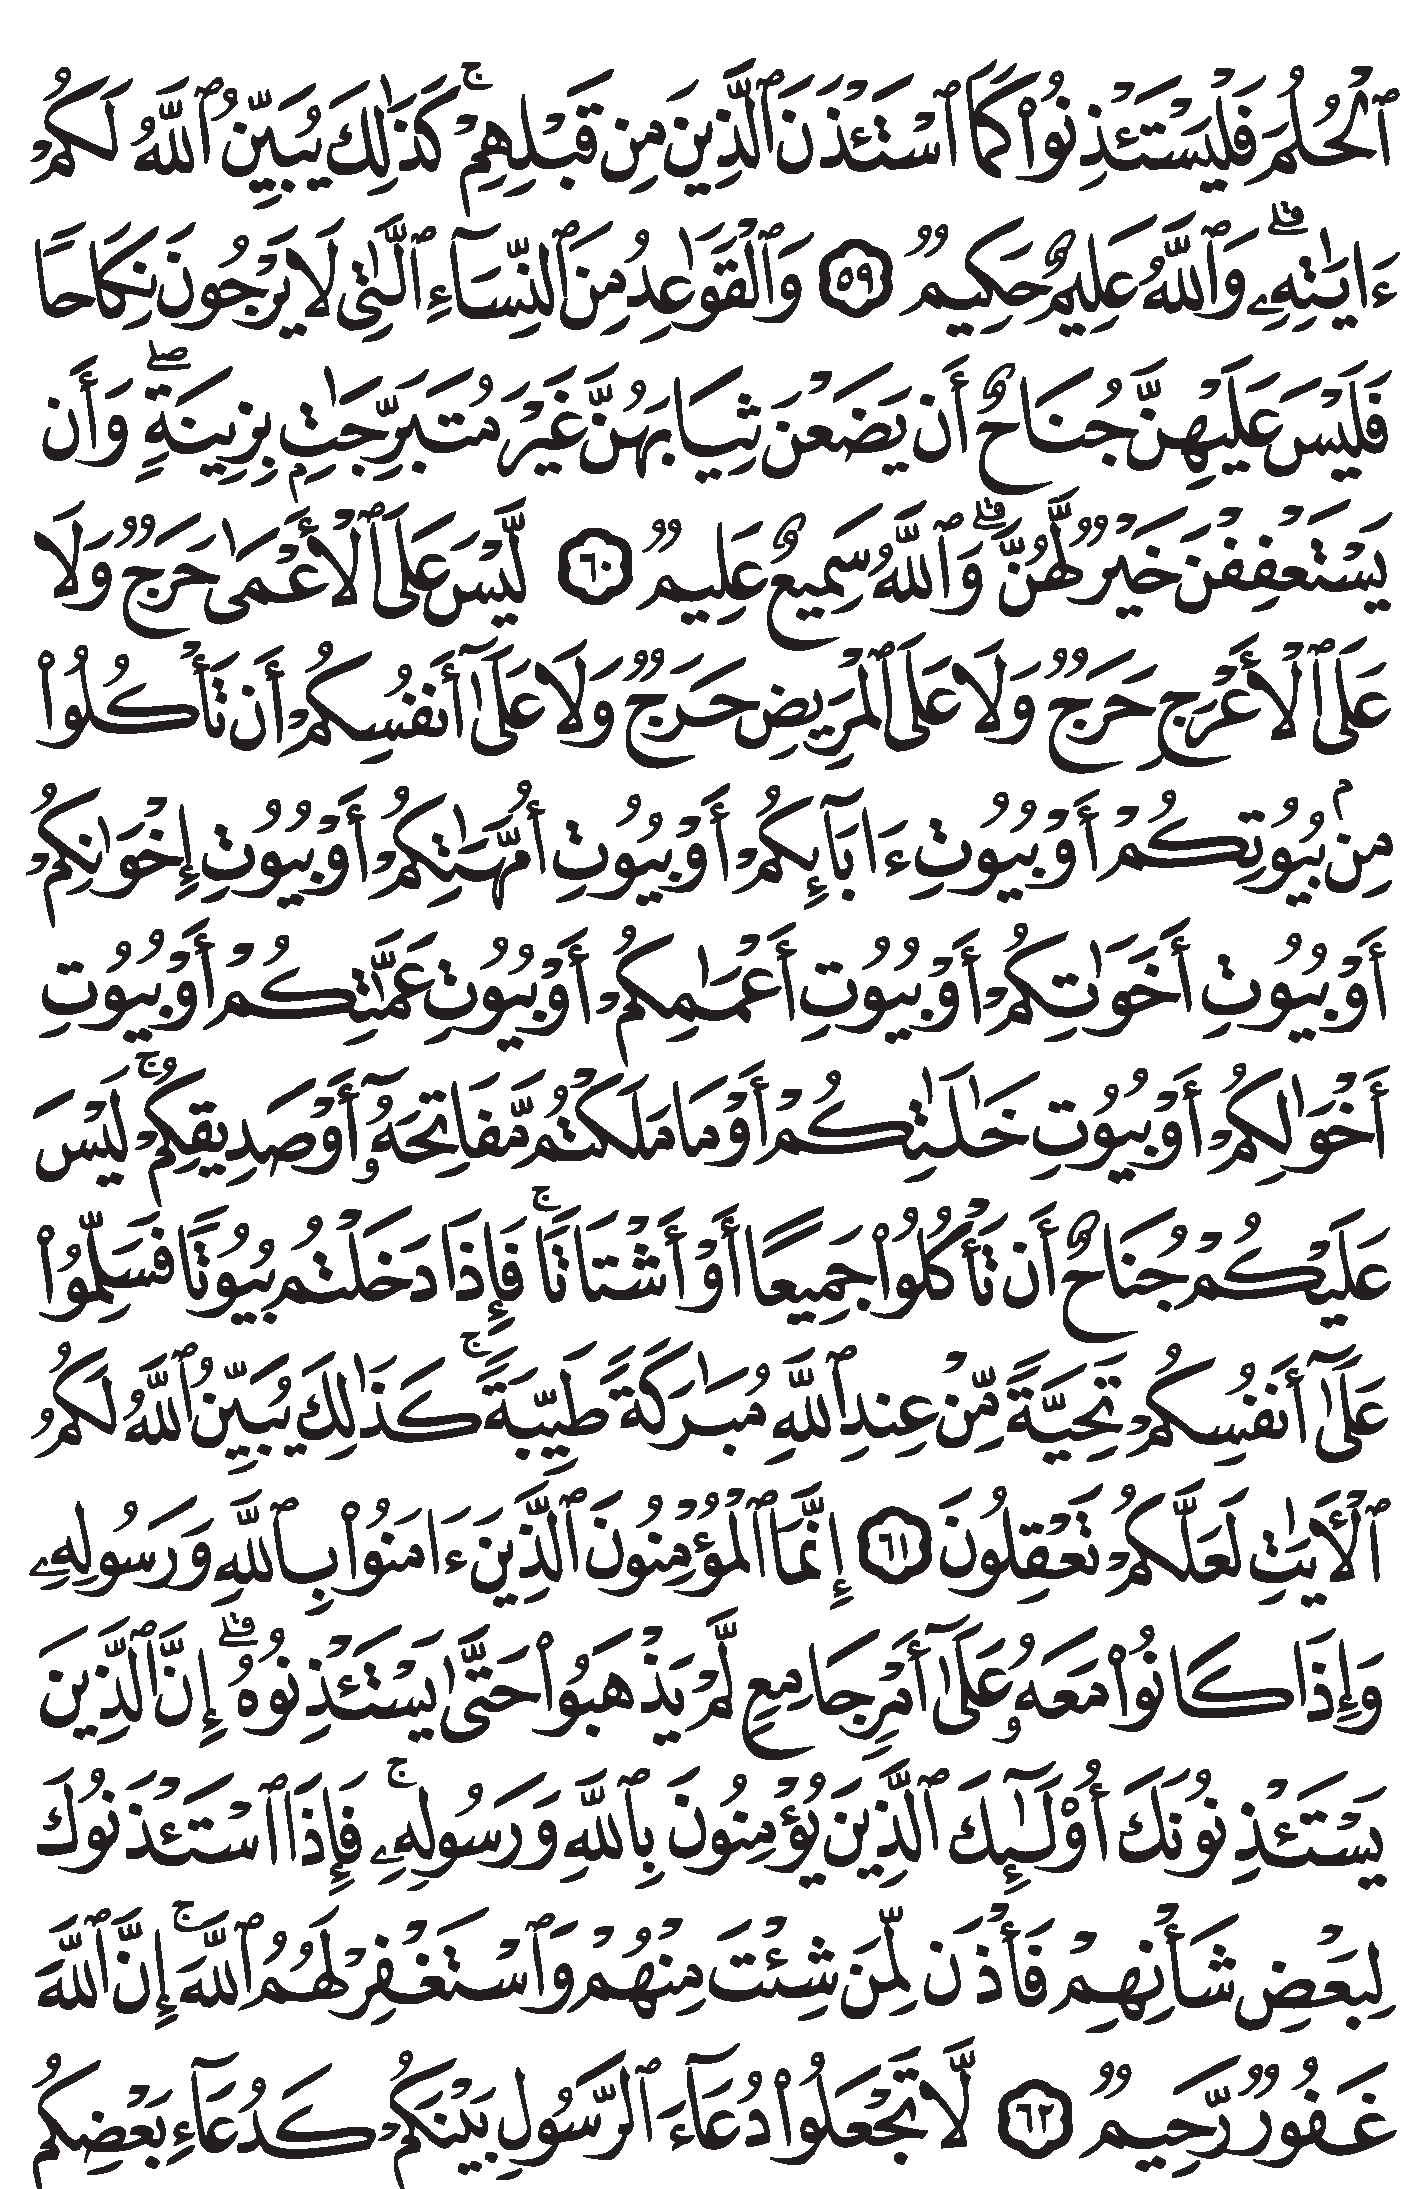 ٱلۡحُلُمَ فَلۡيَسۡتَـٔۡذِنُواْ كَمَا ٱسۡتَـٔۡذَنَ ٱلَّذِينَ مِن قَبۡلِهِمۡۚ كَذَٰلِكَ يُبَيِّنُ ٱللَّهُ لَكُمۡ
ءَايَٰتِهِۦۗ وَٱللَّهُ عَلِيمٌ حَكِيمٞ ٥٩ وَٱلۡقَوَٰعِدُ مِنَ ٱلنِّسَآءِ ٱلَّٰتِي لَا يَرۡجُونَ نِكَاحٗا
فَلَيۡسَ عَلَيۡهِنَّ جُنَاحٌ أَن يَضَعۡنَ ثِيَابَهُنَّ غَيۡرَ مُتَبَرِّجَٰتِۭ بِزِينَةٖۖ وَأَن
يَسۡتَعۡفِفۡنَ خَيۡرٞ لَّهُنَّۗ وَٱللَّهُ سَمِيعٌ عَلِيمٞ ٦٠ لَّيۡسَ عَلَى ٱلۡأَعۡمَىٰ حَرَجٞ وَلَا
عَلَى ٱلۡأَعۡرَجِ حَرَجٞ وَلَا عَلَى ٱلۡمَرِيضِ حَرَجٞ وَلَا عَلَىٰٓ أَنفُسِكُمۡ أَن تَأۡكُلُواْ
مِنۢ بُيُوتِكُمۡ أَوۡ بُيُوتِ ءَابَآئِكُمۡ أَوۡ بُيُوتِ أُمَّهَٰتِكُمۡ أَوۡ بُيُوتِ إِخۡوَٰنِكُمۡ
أَوۡ بُيُوتِ أَخَوَٰتِكُمۡ أَوۡ بُيُوتِ أَعۡمَٰمِكُمۡ أَوۡ بُيُوتِ عَمَّٰتِكُمۡ أَوۡ بُيُوتِ
أَخۡوَٰلِكُمۡ أَوۡ بُيُوتِ خَٰلَٰتِكُمۡ أَوۡ مَا مَلَكۡتُم مَّفَاتِحَهُۥٓ أَوۡ صَدِيقِكُمۡۚ لَيۡسَ
عَلَيۡكُمۡ جُنَاحٌ أَن تَأۡكُلُواْ جَمِيعًا أَوۡ أَشۡتَاتٗاۚ فَإِذَا دَخَلۡتُم بُيُوتٗا فَسَلِّمُواْ
عَلَىٰٓ أَنفُسِكُمۡ تَحِيَّةٗ مِّنۡ عِندِ ٱللَّهِ مُبَٰرَكَةٗ طَيِّبَةٗۚ كَذَٰلِكَ يُبَيِّنُ ٱللَّهُ لَكُمُ
ٱلۡأٓيَٰتِ لَعَلَّكُمۡ تَعۡقِلُونَ ٦١ إِنَّمَا ٱلۡمُؤۡمِنُونَ ٱلَّذِينَ ءَامَنُواْ بِٱللَّهِ وَرَسُولِهِۦ
وَإِذَا كَانُواْ مَعَهُۥ عَلَىٰٓ أَمۡرٖ جَامِعٖ لَّمۡ يَذۡهَبُواْ حَتَّىٰ يَسۡتَـٔۡذِنُوهُۗ إِنَّ ٱلَّذِينَ
يَسۡتَـٔۡذِنُونَكَ أُوْلَٰٓئِكَ ٱلَّذِينَ يُؤۡمِنُونَ بِٱللَّهِ وَرَسُولِهِۦۚ فَإِذَا ٱسۡتَـٔۡذَنُوكَ
لِبَعۡضِ شَأۡنِهِمۡ فَأۡذَن لِّمَن شِئۡتَ مِنۡهُمۡ وَٱسۡتَغۡفِرۡ لَهُمُ ٱللَّهَۚ إِنَّ ٱللَّهَ
غَفُورٞ رَّحِيمٞ ٦٢ لَّا تَجۡعَلُواْ دُعَآءَ ٱلرَّسُولِ بَيۡنَكُمۡ كَدُعَآءِ بَعۡضِكُم